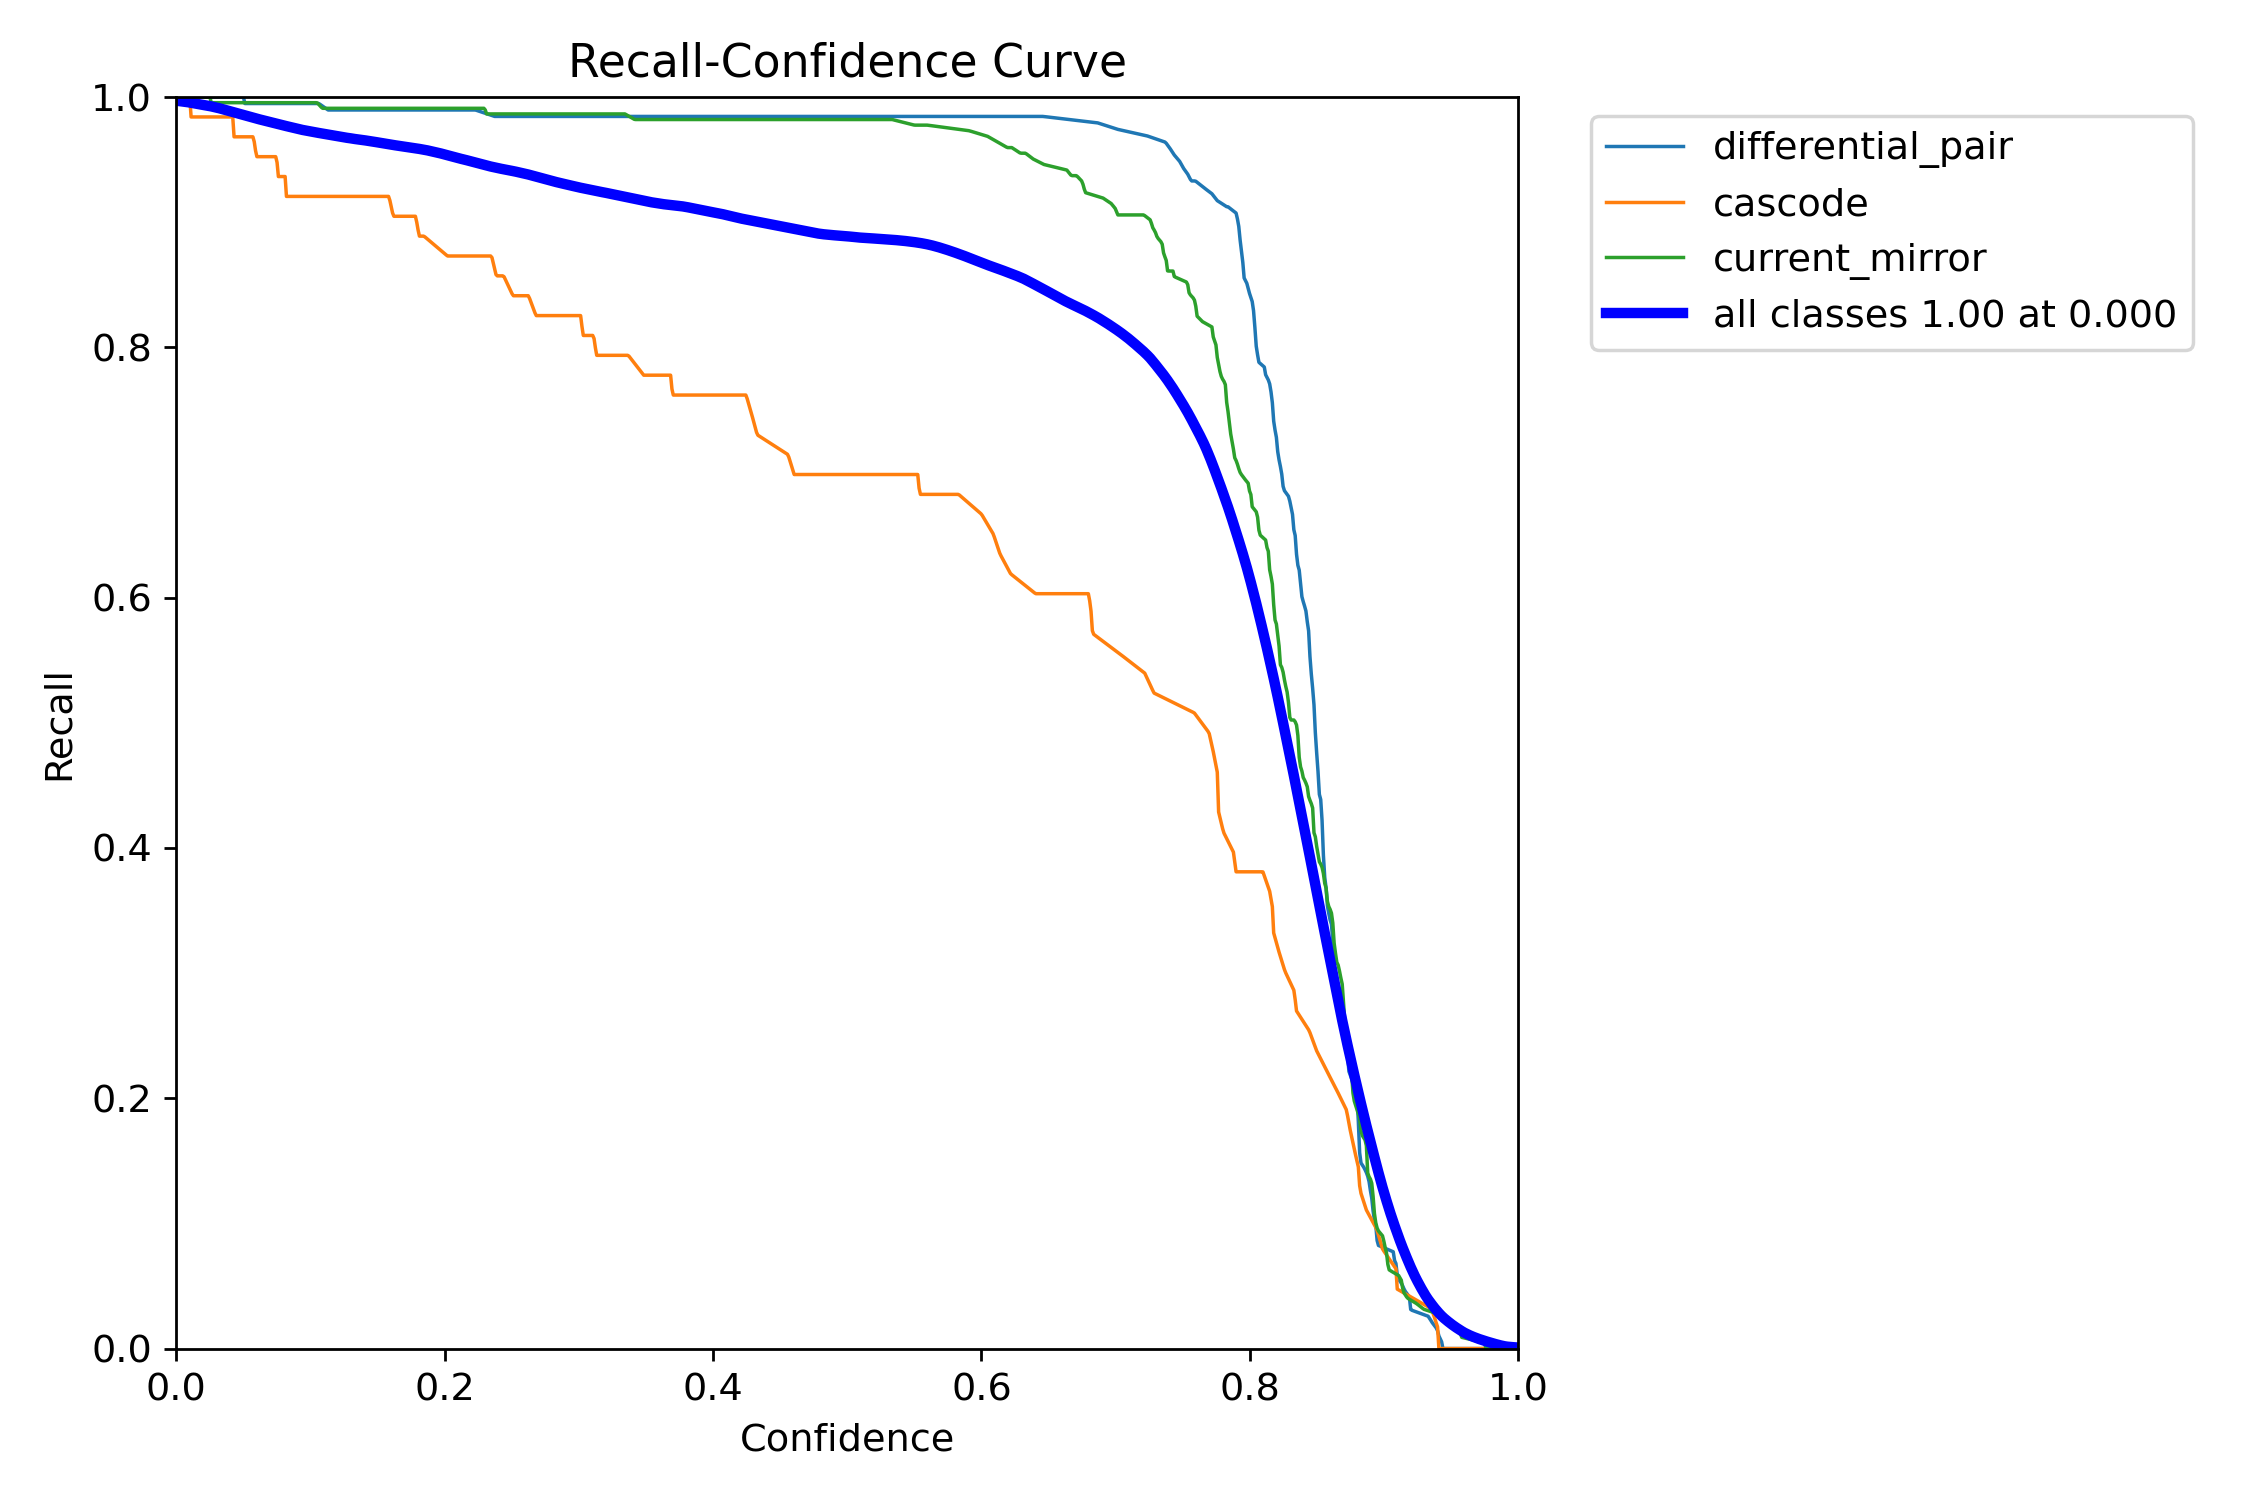 Recall-Confidence Curve
1.0
0.8
0.6
0.4
0.2
0.0
Recall
0.0 0.2 0.4 0.6 0.8 1.0
Confidence
differential_pair
cascode
current_mirror
all classes 1.00 at 0.000